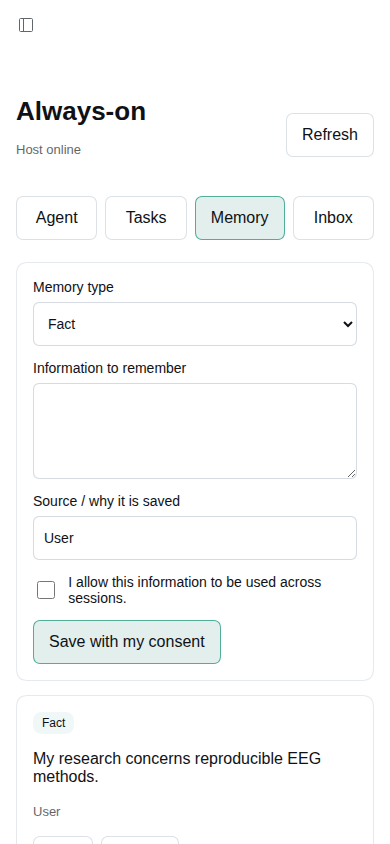 Always-on
Host online
Refresh
Agent
Tasks
Memory
Inbox
Memory type
Fact
Information to remember
Source / why it is saved
User
I allow this information to be used across
sessions.
Save with my consent
Fact
My research concerns reproducible EEG
methods.
User